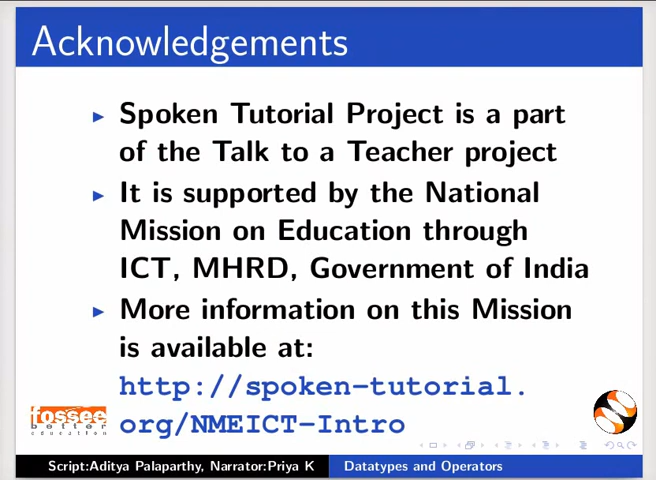 Acknowledgements
Spoken Tutorial Project is a part
of the Talk to a Teacher project
It is supported by the National
Mission on Education through
ICT, MHRD, Government of India
More information on this Mission
is available at:
http://spoken-tutorial.
org/NMEICT-Intro
fossee
better
education
Script:Aditya Palaparthy, Narrator:Priya K
Datatypes and Operators